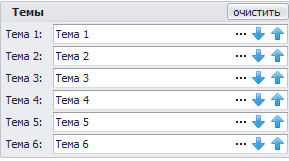 Темы очистить
Тема 1: Тема 1 ...
Тема 2: Тема 2 ...
Тема 3: Тема 3 ...
Тема 4: Тема 4 ...
Тема 5: Тема 5 ...
Тема 6: Тема 6 ...